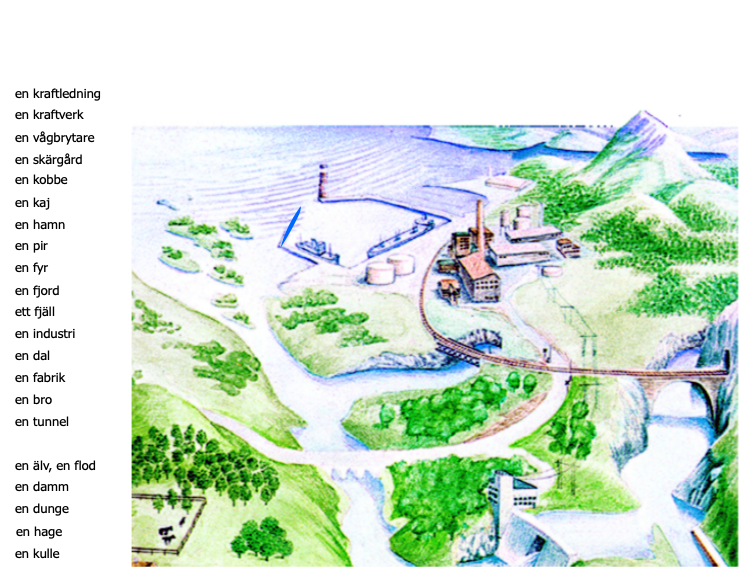 en kraftledning
en kraftverk
en vågbrytare
en skärgård
en kobbe
en kaj
en hamn
en pir
en fyr
en fjord
ett fjäll
en industri
en dal
en fabrik
en bro
en tunnel
en älv, en flod
en damm
en dunge
en hage
en kulle